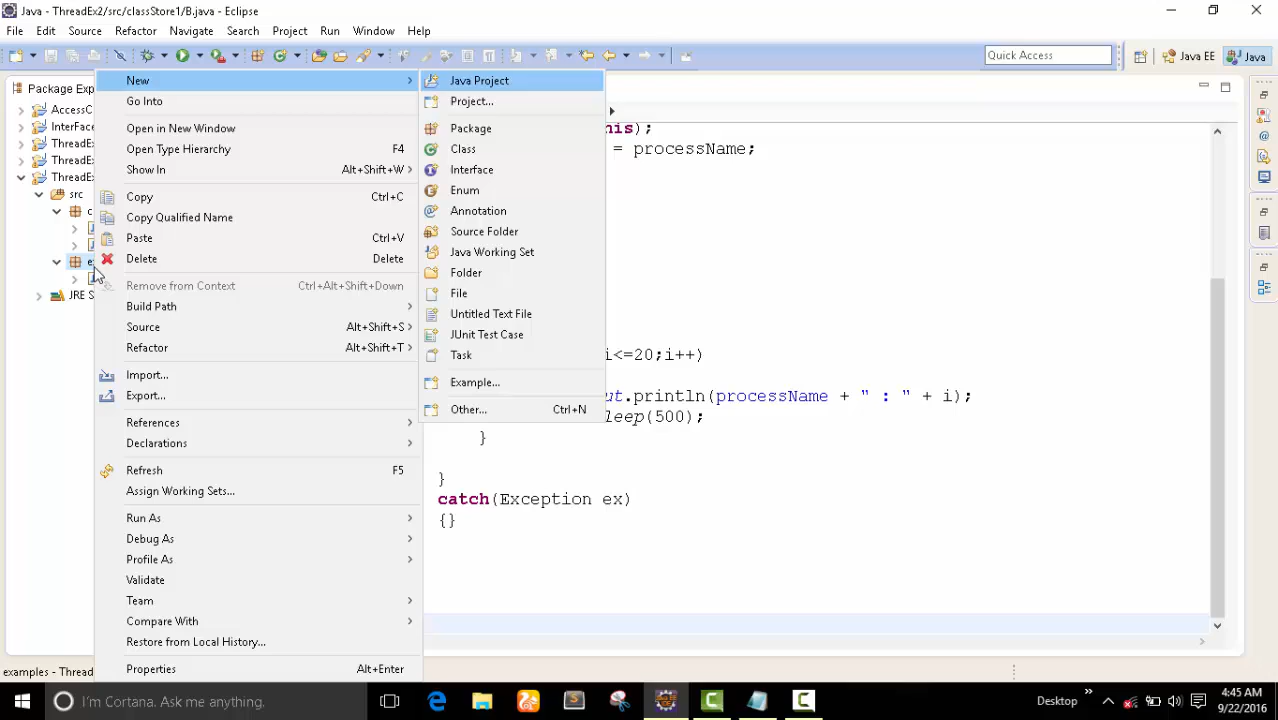 Java - ThreadEx2/src/classStore1/B.java - Eclipse
File Edit Source Refactor Navigate Search Project Run Window Help
Quick Access
Java EE
Java
Package Exp
AccessC
InterFace
ThreadE
ThreadE
ThreadEx
src
c
e
JRE S
New
Go Into
Open in New Window
Open Type Hierarchy F4
Show In Alt+Shift+W
Copy Ctrl+C
Copy Qualified Name
Paste Ctrl+V
Delete Delete
Remove from Context Ctrl+Alt+Shift+Down
Build Path
Source Alt+Shift+S
Refactor Alt+Shift+T
Import...
Export...
References
Declarations
Refresh F5
Assign Working Sets...
Run As
Debug As
Profile As
Validate
Team
Compare With
Restore from Local History...
Properties Alt+Enter
Java Project
Project...
Package
Class
Interface
Enum
Annotation
Source Folder
Java Working Set
Folder
File
Untitled Text File
JUnit Test Case
Task
Example...
Other... Ctrl+N
his);
= processName;
i<=20;i++)
ut.println(processName + " : " + i);
leep(500);
}
}
catch(Exception ex)
{}
examples - Thread
I'm Cortana. Ask me anything.
Desktop
4:45 AM
9/22/2016